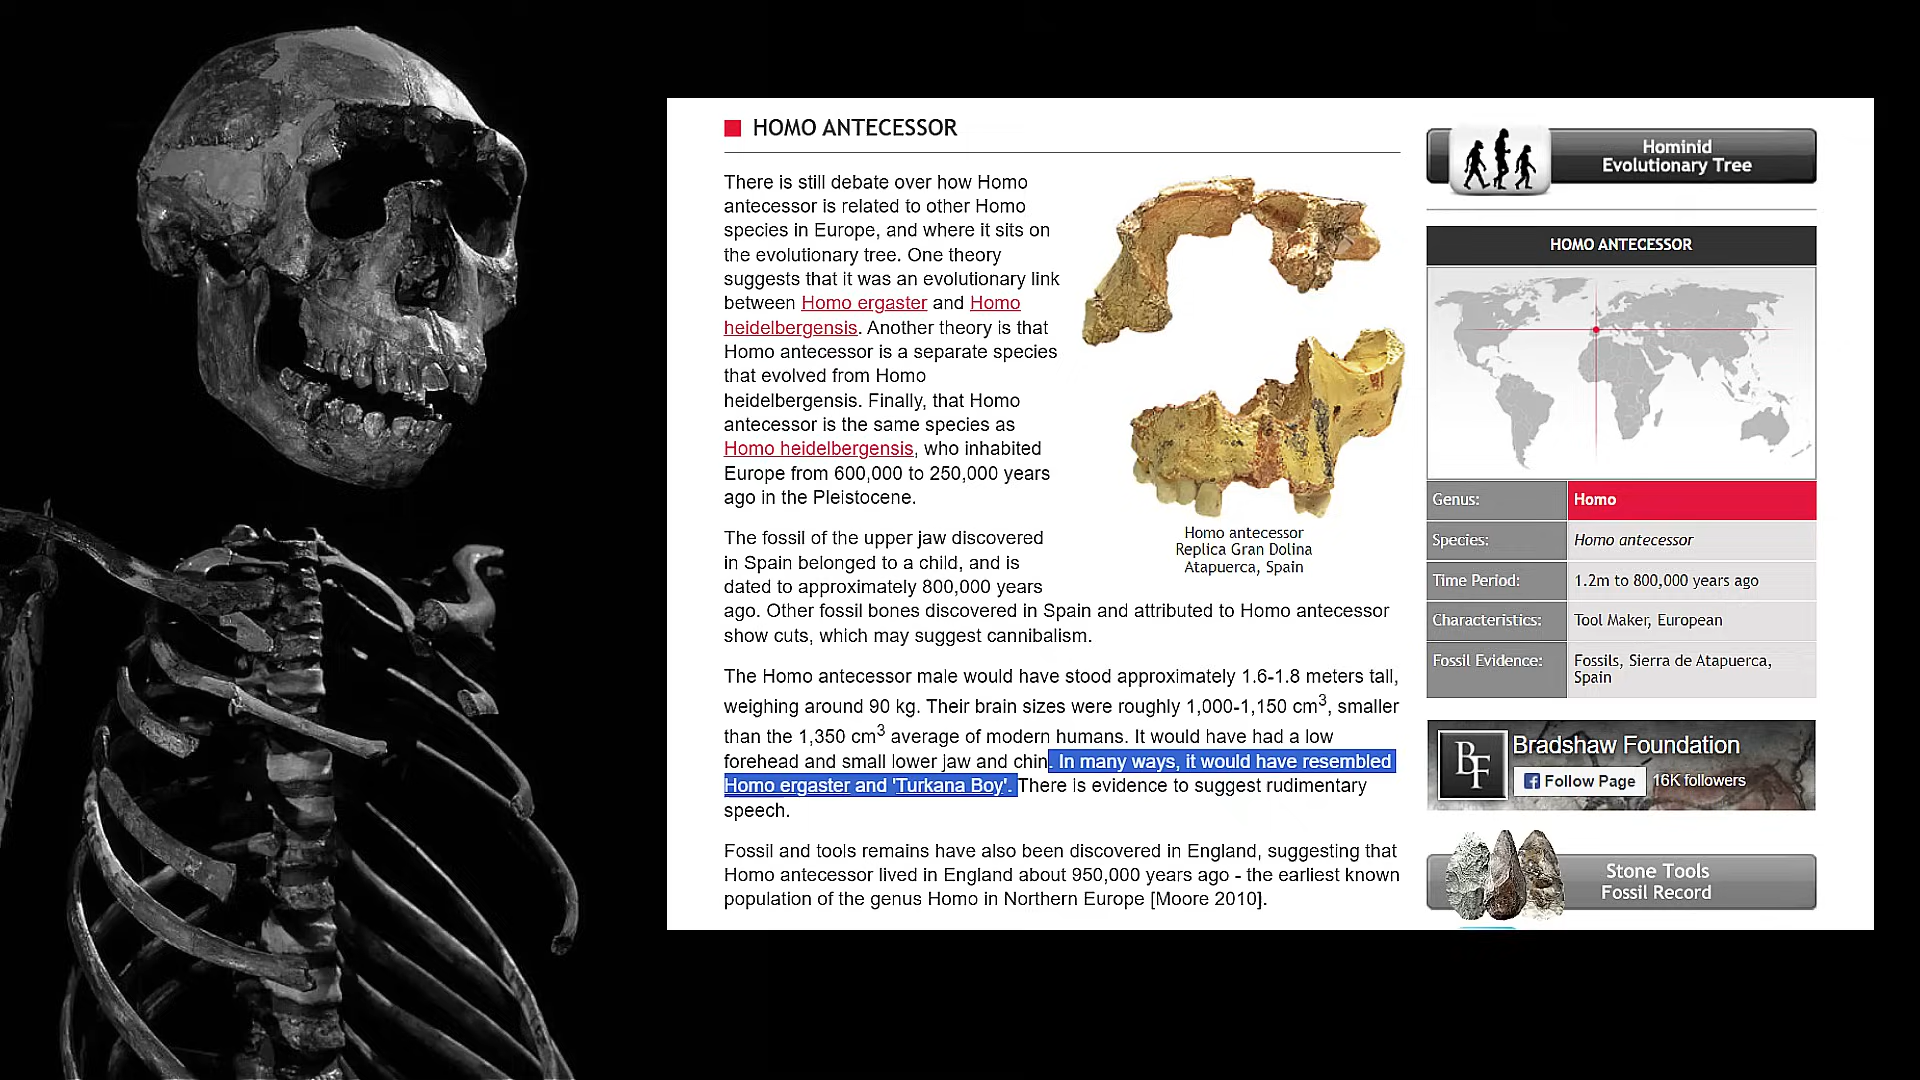 HOMO ANTECESSOR
There is still debate over how Homo
antecessor is related to other Homo
species in Europe, and where it sits on
the evolutionary tree. One theory
suggests that it was an evolutionary link
between Homo ergaster and Homo
heidelbergensis. Another theory is that
Homo antecessor is a separate species
that evolved from Homo
heidelbergensis. Finally, that Homo
antecessor is the same species as
Homo heidelbergensis, who inhabited
Europe from 600,000 to 250,000 years
ago in the Pleistocene.
The fossil of the upper jaw discovered
in Spain belonged to a child, and is
dated to approximately 800,000 years
ago. Other fossil bones discovered in Spain and attributed to Homo antecessor
show cuts, which may suggest cannibalism.
The Homo antecessor male would have stood approximately 1.6-1.8 meters tall,
weighing around 90 kg. Their brain sizes were roughly 1,000-1,150 cm³, smaller
than the 1,350 cm³ average of modern humans. It would have had a low
forehead and small lower jaw and chin. In many ways, it would have resembled
Homo ergaster and 'Turkana Boy'. There is evidence to suggest rudimentary
speech.
Fossil and tools remains have also been discovered in England, suggesting that
Homo antecessor lived in England about 950,000 years ago - the earliest known
population of the genus Homo in Northern Europe [Moore 2010].
Homo antecessor
Replica Gran Dolina
Atapuerca, Spain
Hominid
Evolutionary Tree
HOMO ANTECESSOR
Genus: Homo
Species: Homo antecessor
Time Period: 1.2m to 800,000 years ago
Characteristics: Tool Maker, European
Fossil Evidence: Fossils, Sierra de Atapuerca,
Spain
BF
Bradshaw Foundation
Follow Page 16K followers
Stone Tools
Fossil Record